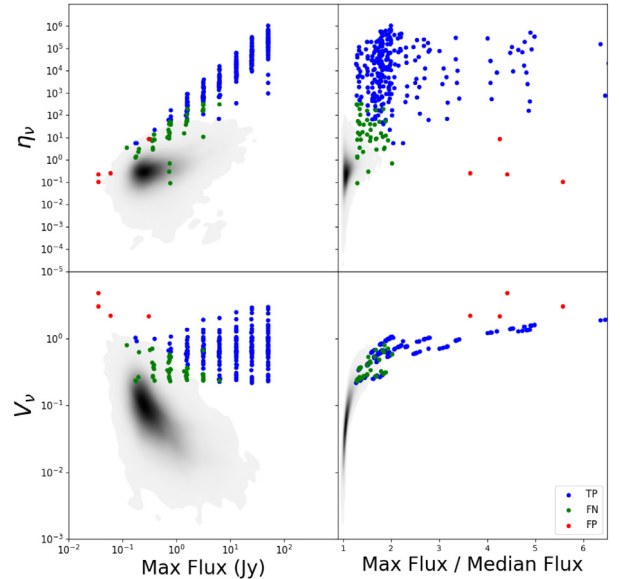 10⁶
10⁵
10⁴
10³
10²
10¹
10⁰
10⁻¹
10⁻²
10⁻³
10⁻⁴
10⁻⁵
ην
10⁰
10⁻¹
10⁻²
10⁻³
Vν
TP
FN
FP
10⁻² 10⁻¹ 10⁰ 10¹ 10²
1 2 3 4 5 6
Max Flux (Jy)
Max Flux / Median Flux